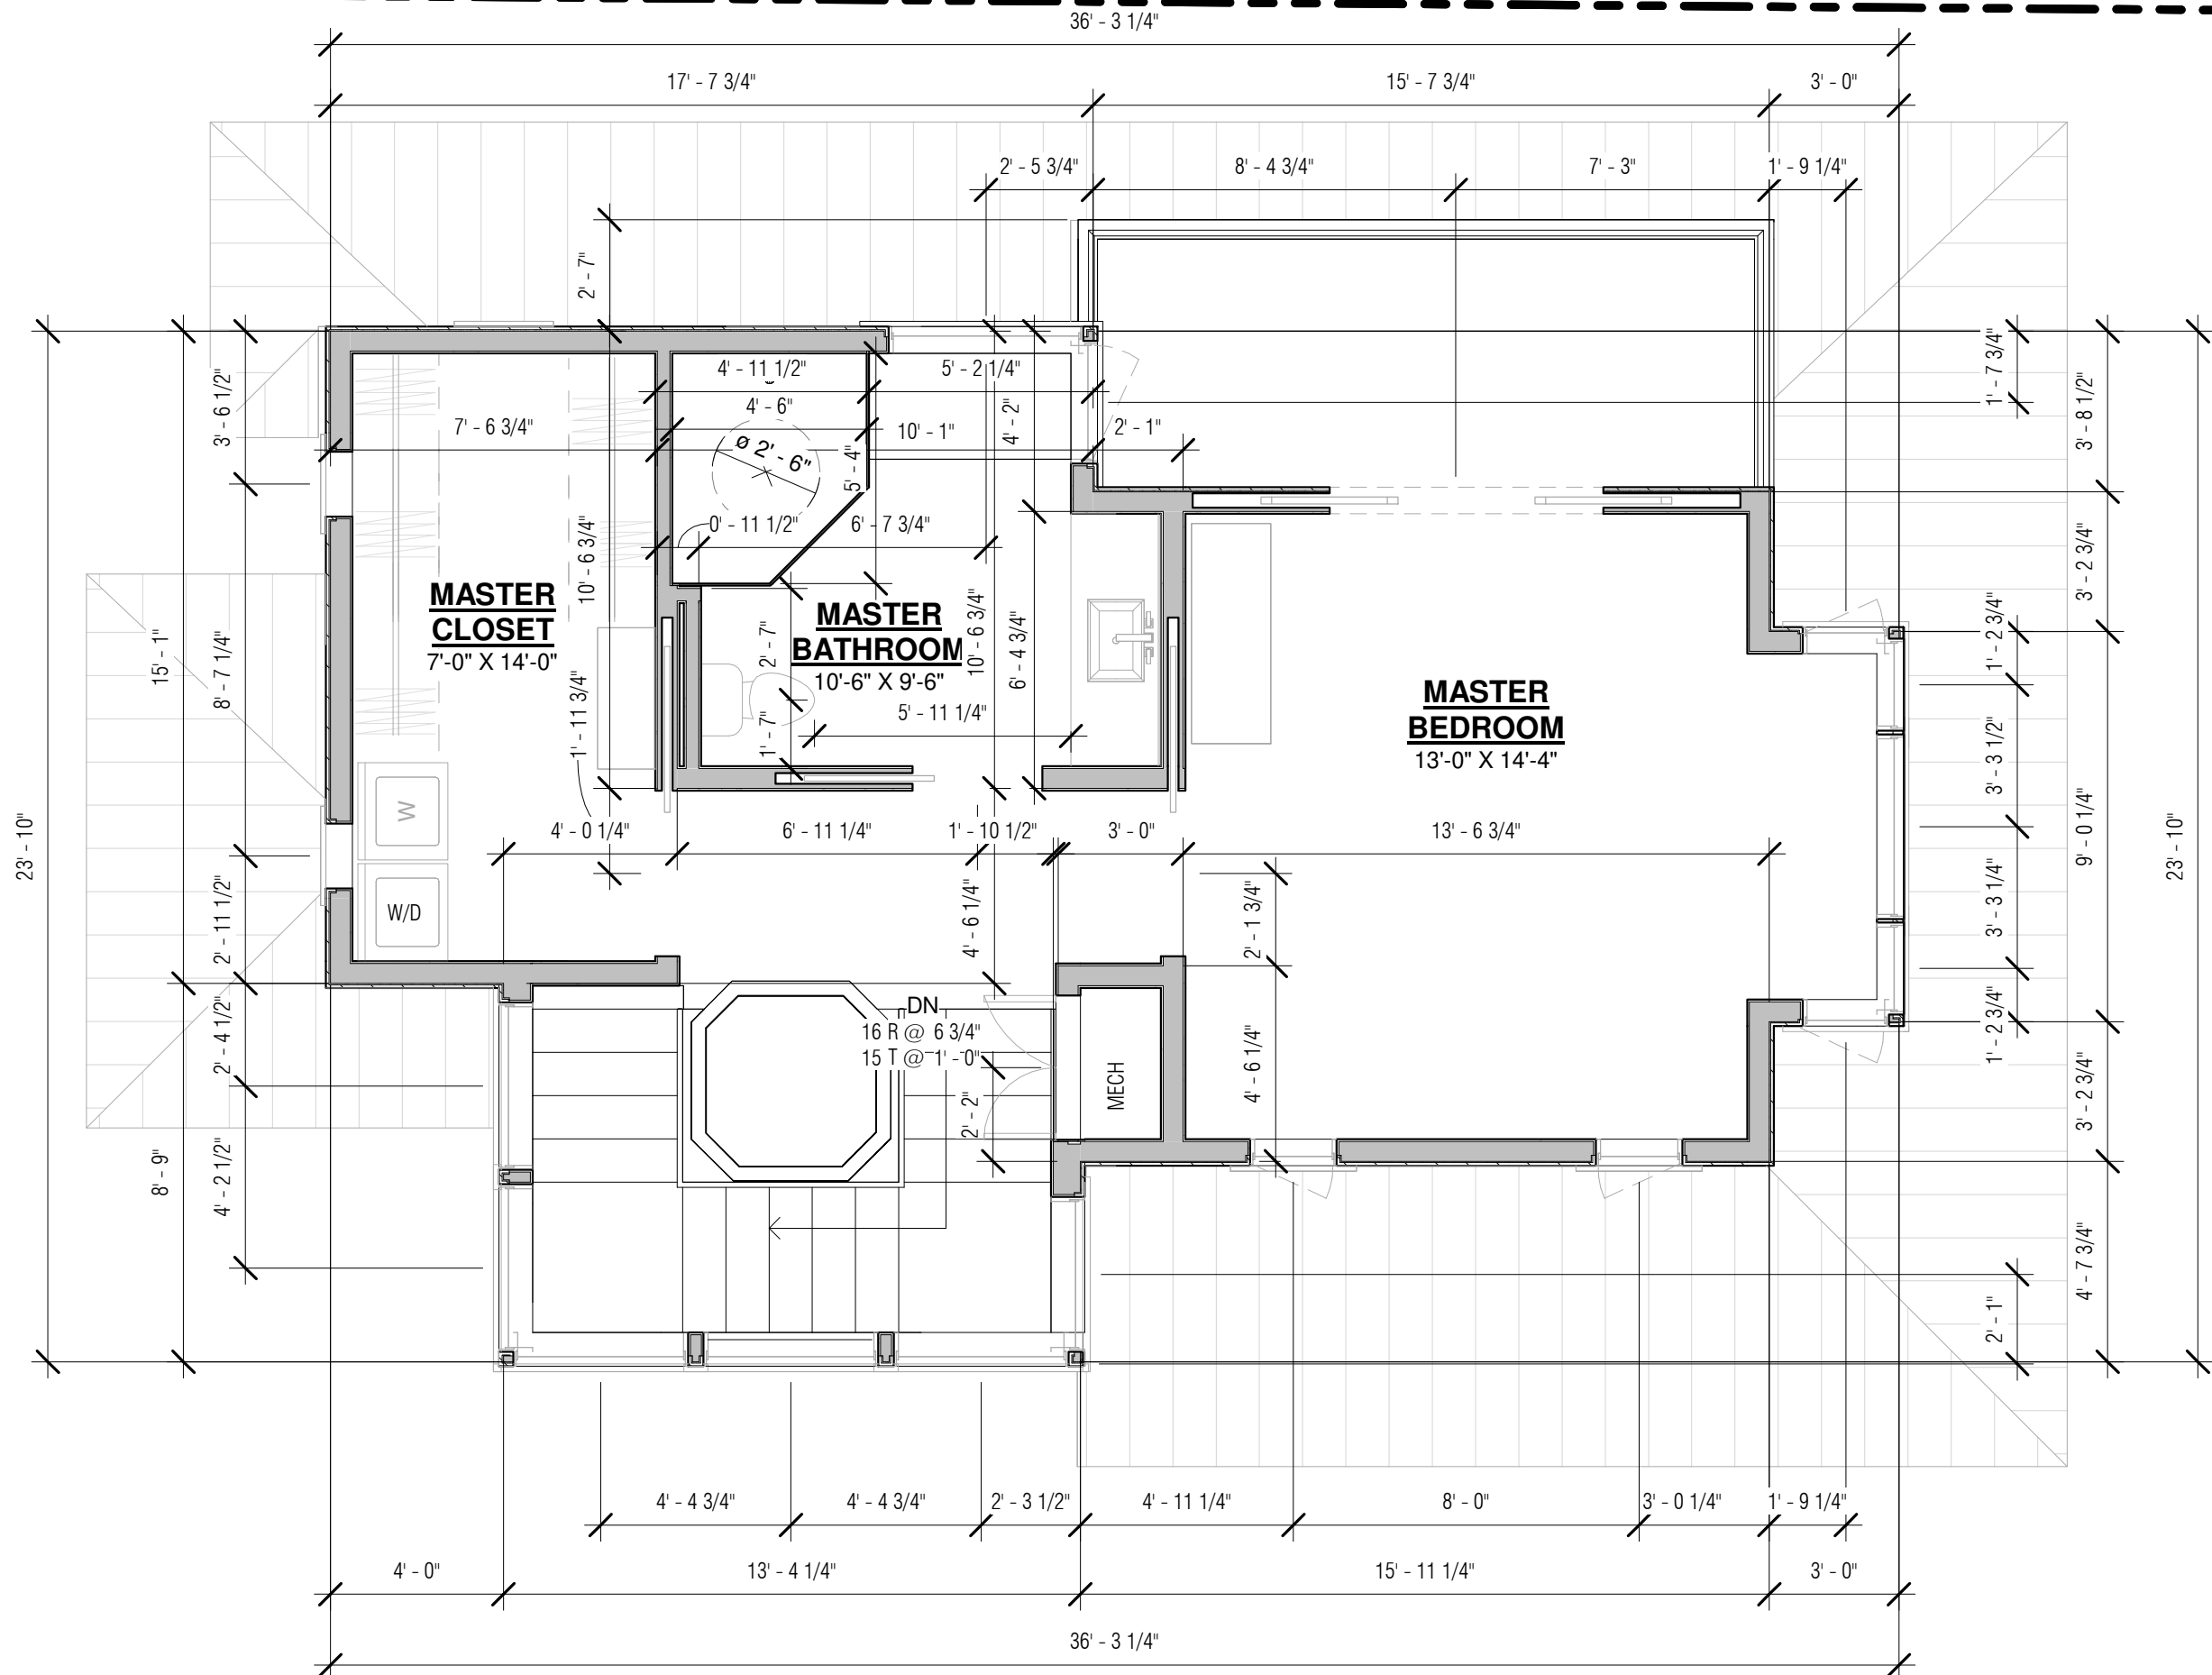 36' - 3 1/4"
17' - 7 3/4"
15' - 7 3/4"
3' - 0"
2' - 5 3/4"
8' - 4 3/4"
7' - 3"
1' - 9 1/4"
2' - 7"
3' - 6 1/2"
7' - 6 3/4"
4' - 11 1/2"
5' - 2 1/4"
4' - 6"
10' - 1"
4' - 2"
2' - 1"
ø 2' - 6"
5' - 4"
0' - 11 1/2"
6' - 7 3/4"
10' - 6 3/4"
1' - 7 3/4"
3' - 8 1/2"
3' - 2 3/4"
MASTER
CLOSET
7'-0" X 14'-0"
MASTER
BATHROOM
10'-6" X 9'-6"
2' - 7"
10' - 6 3/4"
6' - 4 3/4"
5' - 11 1/4"
1' - 7"
1' - 11 3/4"
MASTER
BEDROOM
13'-0" X 14'-4"
15' - 1"
8' - 7 1/4"
1' - 2 3/4"
3' - 3 1/2"
9' - 0 1/4"
23' - 10"
23' - 10"
W
W/D
4' - 0 1/4"
6' - 11 1/4"
1' - 10 1/2"
3' - 0"
13' - 6 3/4"
2' - 11 1/2"
4' - 6 1/4"
2' - 1 3/4"
3' - 3 1/4"
DN
16 R @ 6 3/4"
15 T @ 1' - 0"
2' - 4 1/2"
2' - 2"
MECH
4' - 6 1/4"
1' - 2 3/4"
3' - 2 3/4"
8' - 9"
4' - 2 1/2"
4' - 7 3/4"
2' - 1"
4' - 4 3/4"
4' - 4 3/4"
2' - 3 1/2"
4' - 11 1/4"
8' - 0"
3' - 0 1/4"
1' - 9 1/4"
4' - 0"
13' - 4 1/4"
15' - 11 1/4"
3' - 0"
36' - 3 1/4"